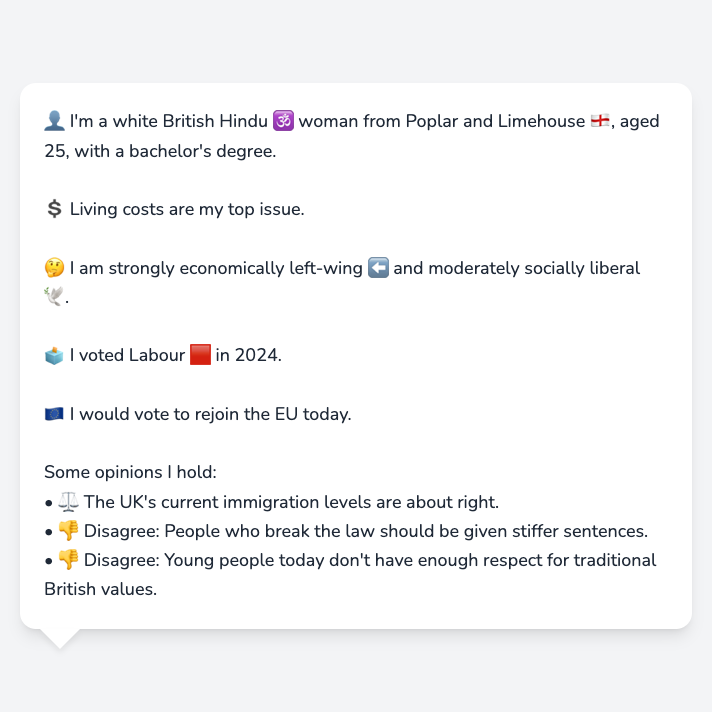 👤 I'm a white British Hindu 🕉️ woman from Poplar and Limehouse 🏴󠁧󠁢󠁥󠁮󠁧󠁿, aged
25, with a bachelor's degree.
💲 Living costs are my top issue.
🤔 I am strongly economically left-wing ⬅️ and moderately socially liberal
🕊️.
🗳️ I voted Labour 🟥 in 2024.
🇪🇺 I would vote to rejoin the EU today.
Some opinions I hold:
• ⚖️ The UK's current immigration levels are about right.
• 👎 Disagree: People who break the law should be given stiffer sentences.
• 👎 Disagree: Young people today don't have enough respect for traditional
British values.